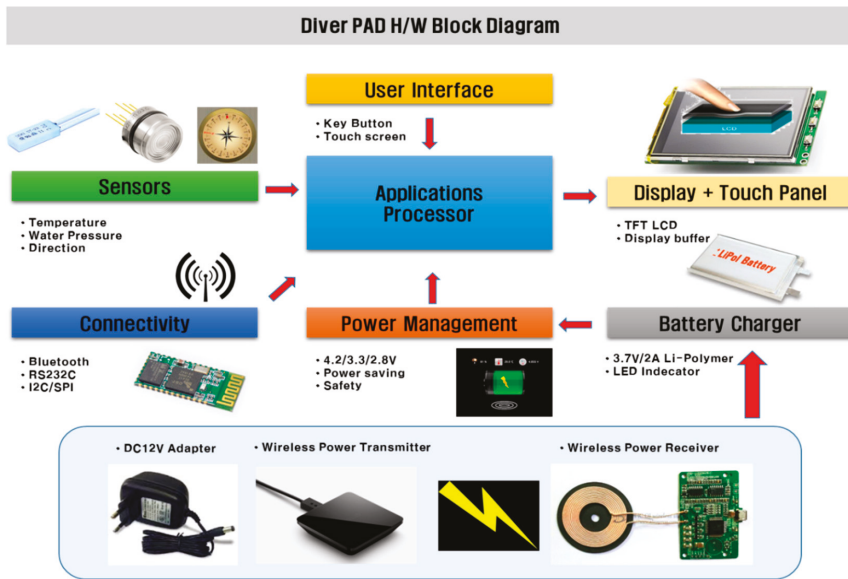 Diver PAD H/W Block Diagram
User Interface
• Key Button
• Touch screen
LCD
Sensors
• Temperature
• Water Pressure
• Direction
Applications
Processor
Display + Touch Panel
• TFT LCD
• Display buffer
LiPol Battery
Connectivity
• Bluetooth
• RS232C
• I2C/SPI
Power Management
• 4.2/3.3/2.8V
• Power saving
• Safety
Battery Charger
• 3.7V/2A Li-Polymer
• LED Indecator
• DC12V Adapter
• Wireless Power Transmitter
• Wireless Power Receiver